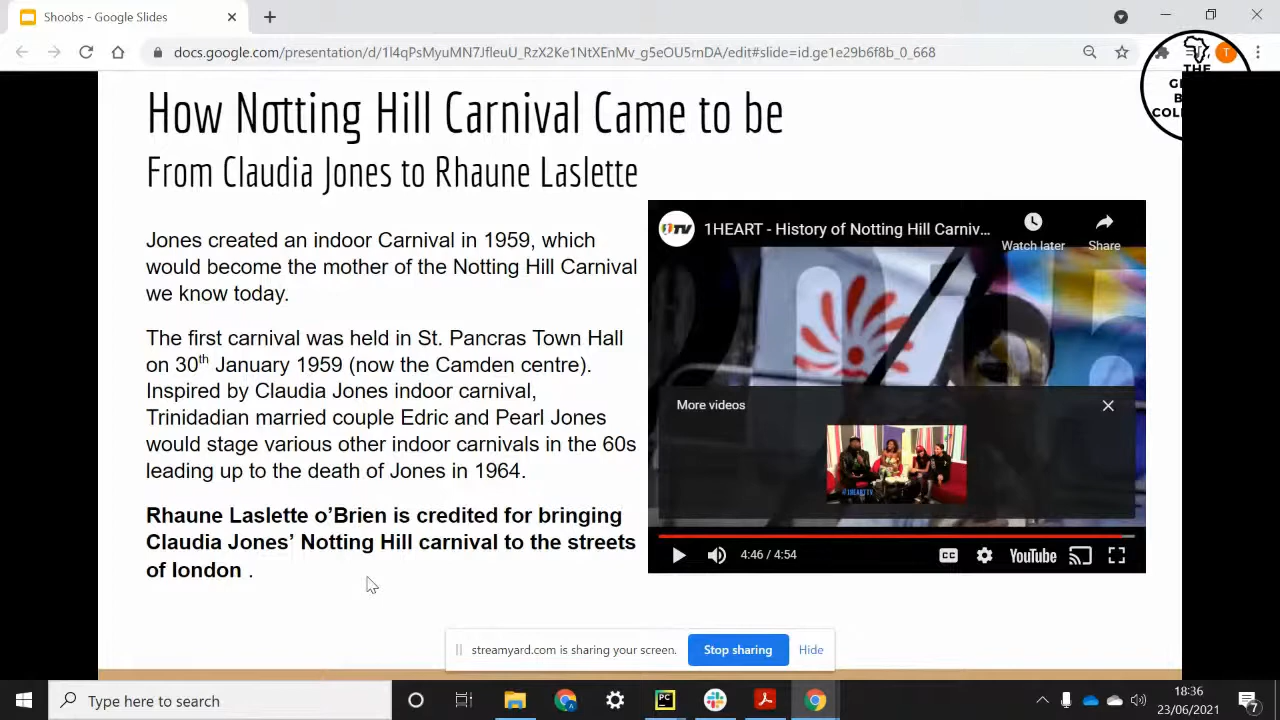 Shoobs - Google Slides
docs.google.com/presentation/d/1l4qPsMyuMN7JfleuU_RzX2Ke1NtXEnMv_g5eOU5rnDA/edit#slide=id.ge1e29b6f8b_0_668
T
THE
How Notting Hill Carnival Came to be
From Claudia Jones to Rhaune Laslette
Jones created an indoor Carnival in 1959, which
would become the mother of the Notting Hill Carnival
we know today.
The first carnival was held in St. Pancras Town Hall
on 30th January 1959 (now the Camden centre).
Inspired by Claudia Jones indoor carnival,
Trinidadian married couple Edric and Pearl Jones
would stage various other indoor carnivals in the 60s
leading up to the death of Jones in 1964.
Rhaune Laslette o’Brien is credited for bringing
Claudia Jones’ Notting Hill carnival to the streets
of london .
1HEART - History of Notting Hill Carniv...
Watch later
Share
More videos
#1HEARTTV
4:46 / 4:54
CC
YouTube
streamyard.com is sharing your screen.
Stop sharing
Hide
Type here to search
PC
18:36
23/06/2021
7